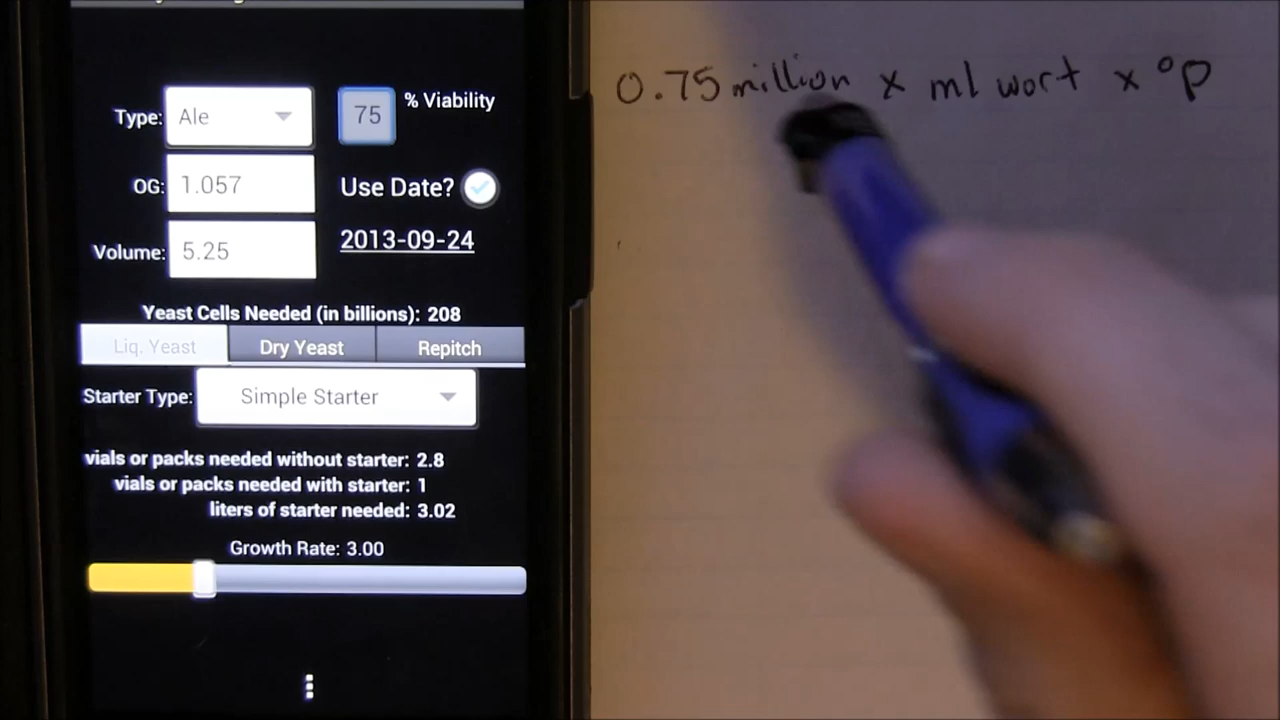 Type: Ale 75 % Viability
OG: 1.057 Use Date?
Volume: 5.25 2013-09-24
Yeast Cells Needed (in billions): 208
Liq. Yeast Dry Yeast Repitch
Starter Type: Simple Starter
vials or packs needed without starter: 2.8
vials or packs needed with starter: 1
liters of starter needed: 3.02
Growth Rate: 3.00
0.75 million x ml wort x °P